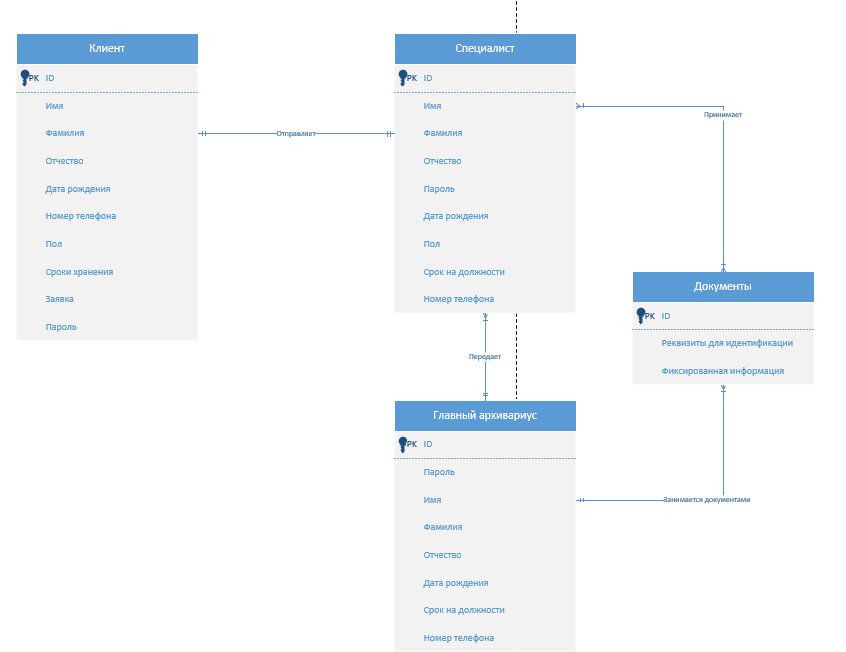 Клиент
PK ID
Имя
Фамилия
Отчество
Дата рождения
Номер телефона
Пол
Сроки хранения
Заявка
Пароль
Отправляет
Специалист
PK ID
Имя
Фамилия
Отчество
Пароль
Дата рождения
Пол
Срок на должности
Номер телефона
Принимает
Документы
PK ID
Реквизиты для идентификации
Фиксированная информация
Передает
Главный архивариус
PK ID
Пароль
Имя
Фамилия
Отчество
Дата рождения
Срок на должности
Номер телефона
Занимается документами